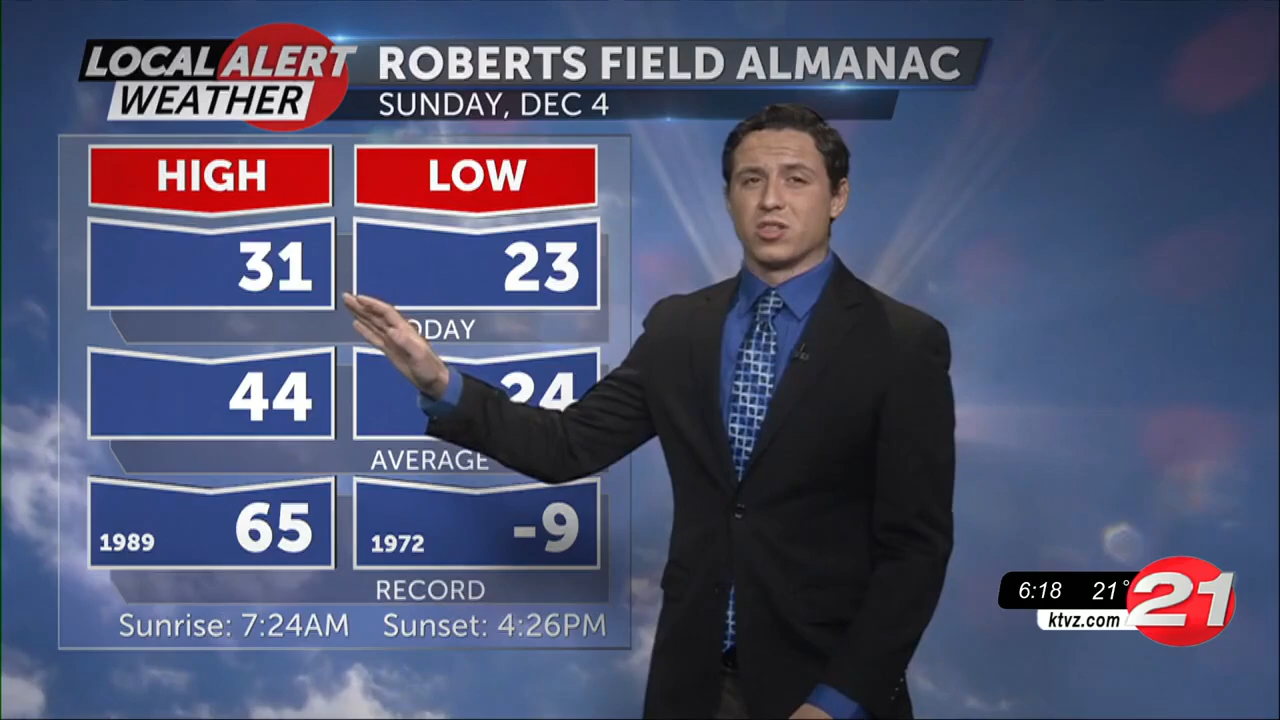 LOCAL ALERT
WEATHER
ROBERTS FIELD ALMANAC
SUNDAY, DEC 4
HIGH LOW
31 23
44 24
AVERAGE
1989 65 1972 -9
RECORD
Sunrise: 7:24AM Sunset: 4:26PM
6:18 21° 21
ktvz.com